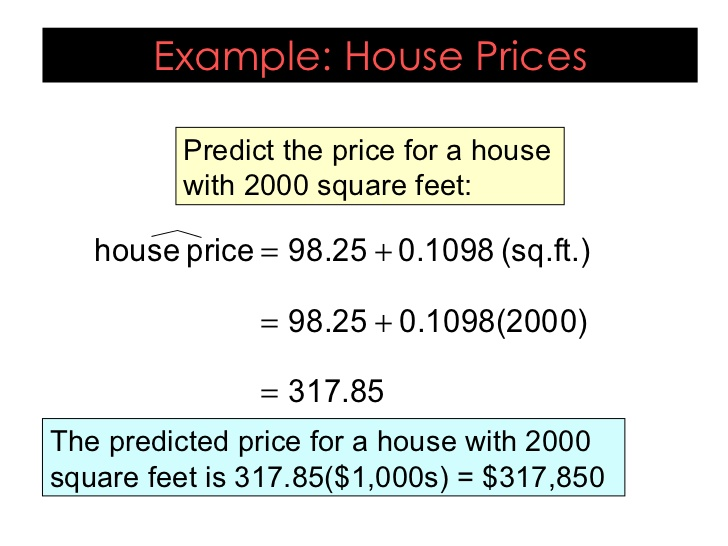 Example: House Prices
Predict the price for a house
with 2000 square feet:
house price = 98.25 + 0.1098 (sq.ft.)
= 98.25 + 0.1098(2000)
= 317.85
The predicted price for a house with 2000
square feet is 317.85($1,000s) = $317,850